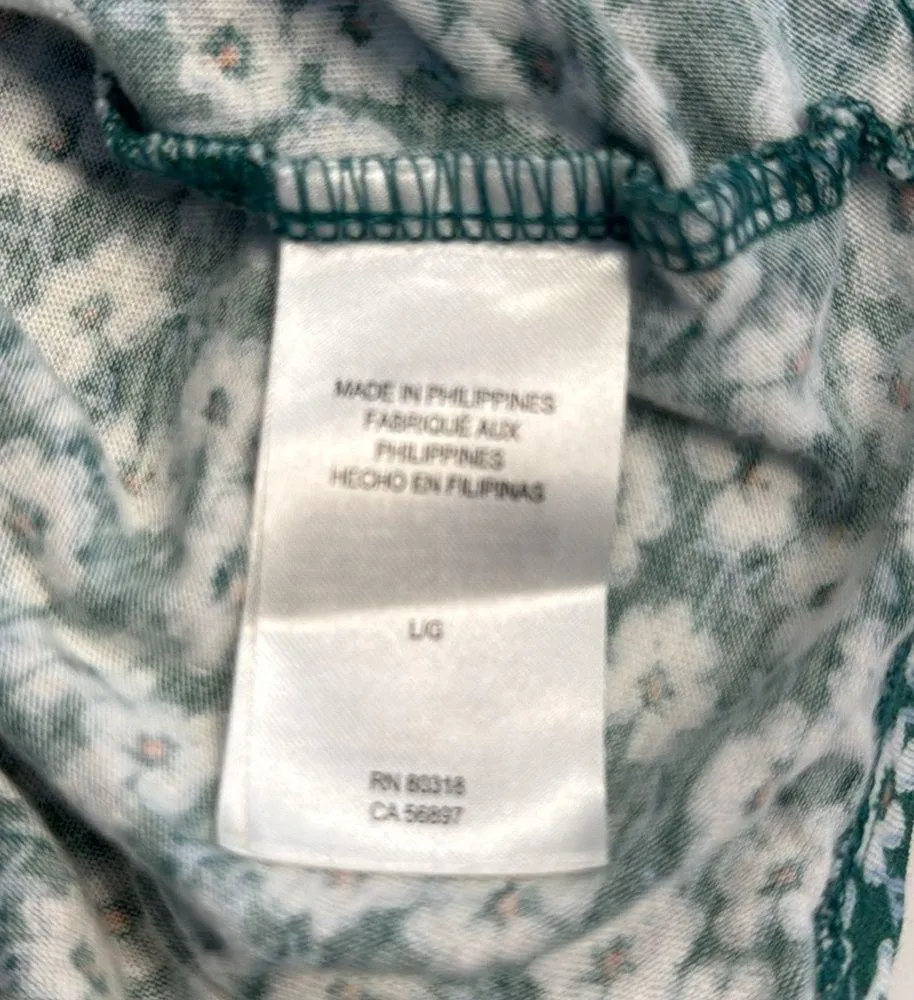 MADE IN PHILIPPINES
FABRIQUÉ AUX
PHILIPPINES
HECHO EN FILIPINAS
L/G
RN 80318
CA 56897